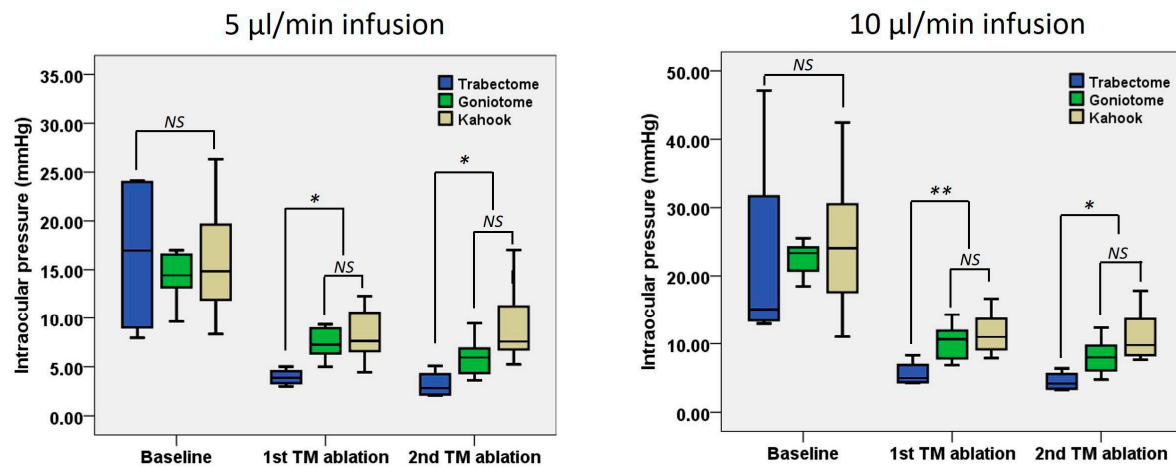 5 µl/min infusion
Intraocular pressure (mmHg)
35.00
30.00
25.00
20.00
15.00
10.00
5.00
0.00
Trabectome
Goniotome
Kahook
NS
*
NS
*
NS
Baseline 1st TM ablation 2nd TM ablation
10 µl/min infusion
Intraocular pressure (mmHg)
50.00
40.00
30.00
20.00
10.00
0.00
Trabectome
Goniotome
Kahook
NS
**
NS
*
NS
Baseline 1st TM ablation 2nd TM ablation